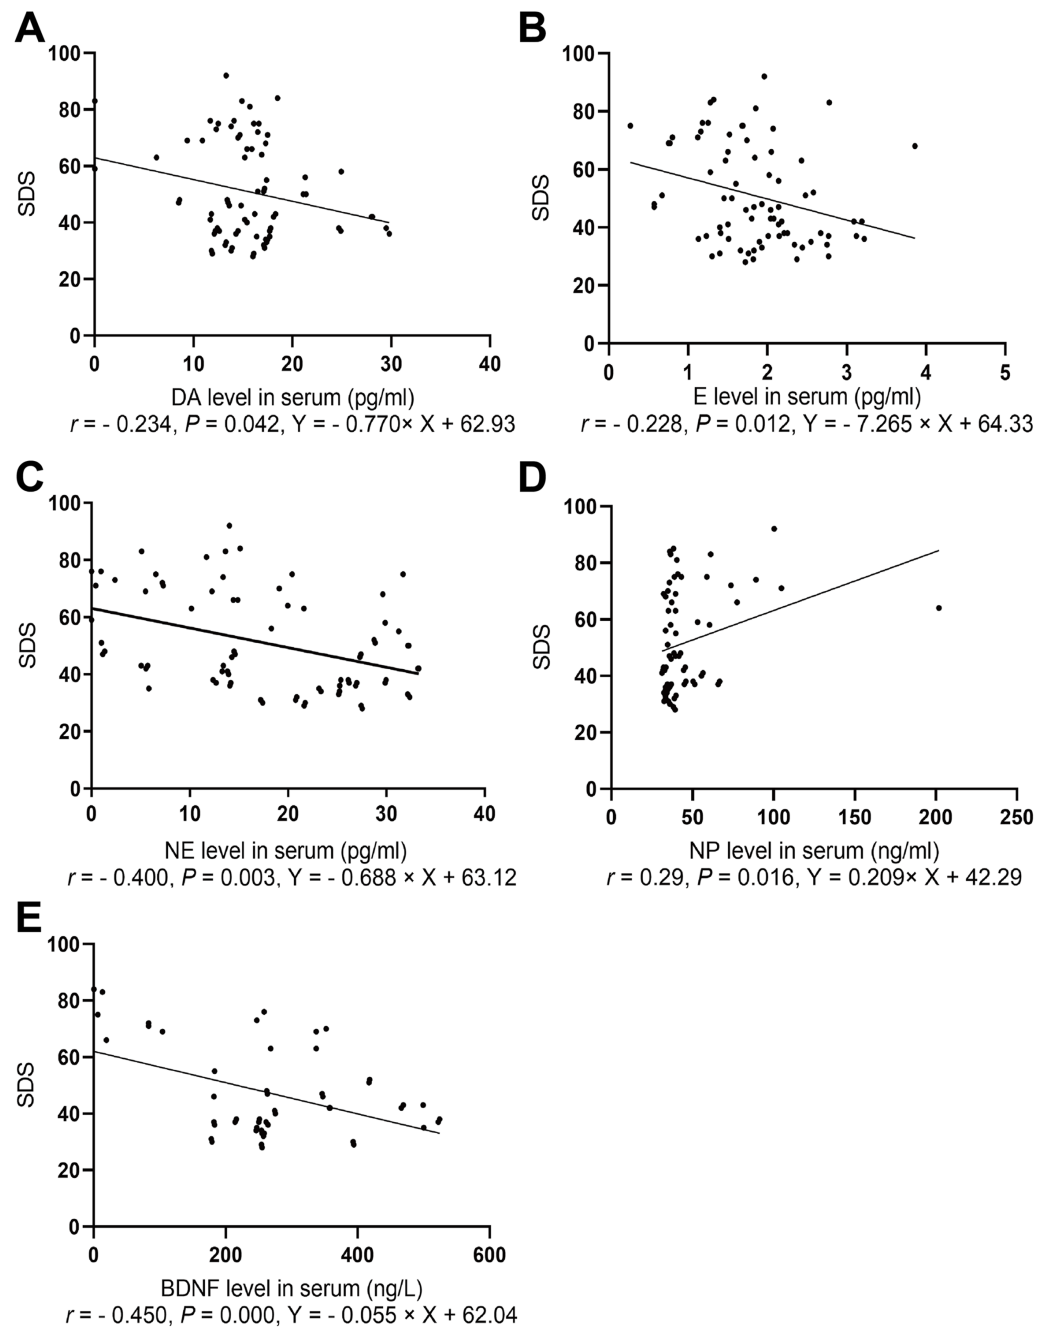 A
100
80
60
40
20
0
SDS
0 10 20 30 40
DA level in serum (pg/ml)
r = - 0.234, P = 0.042, Y = - 0.770× X + 62.93
B
100
80
60
40
20
0
SDS
0 1 2 3 4 5
E level in serum (pg/ml)
r = - 0.228, P = 0.012, Y = - 7.265 × X + 64.33
C
100
80
60
40
20
0
SDS
0 10 20 30 40
NE level in serum (pg/ml)
r = - 0.400, P = 0.003, Y = - 0.688 × X + 63.12
D
100
80
60
40
20
0
SDS
0 50 100 150 200 250
NP level in serum (ng/ml)
r = 0.29, P = 0.016, Y = 0.209× X + 42.29
E
100
80
60
40
20
0
SDS
0 200 400 600
BDNF level in serum (ng/L)
r = - 0.450, P = 0.000, Y = - 0.055 × X + 62.04